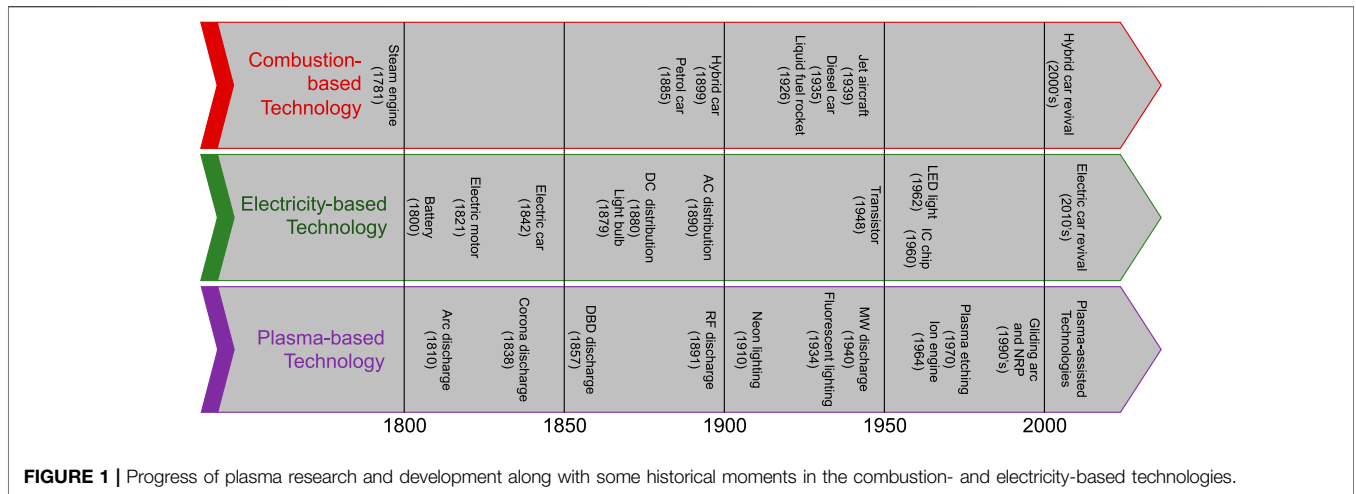 Combustion-
based
Technology
Steam engine
(1781)
Petrol car
(1885)
Hybrid car
(1899)
Liquid fuel rocket
(1926)
Diesel car
(1935)
Jet aircraft
(1939)
Hybrid car revival
(2000's)
Electricity-based
Technology
Battery
(1800)
Electric motor
(1821)
Electric car
(1842)
Light bulb
(1879)
DC distribution
(1880)
AC distribution
(1890)
Transistor
(1948)
LED light
(1962)
IC chip
(1960)
Electric car revival
(2010's)
Plasma-based
Technology
Arc discharge
(1810)
Corona discharge
(1838)
DBD discharge
(1857)
RF discharge
(1891)
Neon lighting
(1910)
Fluorescent lighting
(1934)
MW discharge
(1940)
Ion engine
(1964)
Plasma etching
(1970)
Gliding arc
and NRP
(1990's)
Plasma-assisted
Technologies
1800
1850
1900
1950
2000
FIGURE 1 | Progress of plasma research and development along with some historical moments in the combustion- and electricity-based technologies.